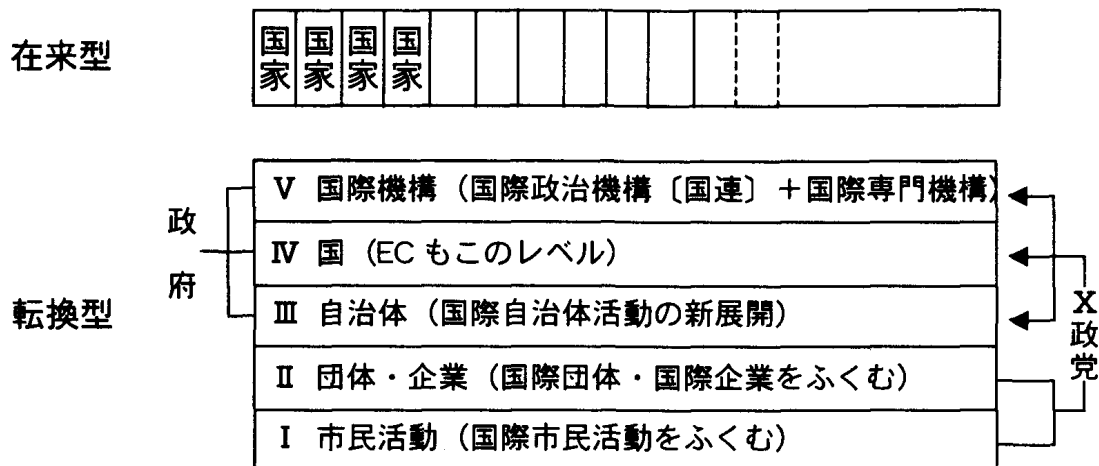 在来型
国家 国家 国家 国家
転換型
政府
Ⅴ 国際機構（国際政治機構〔国連〕＋国際専門機構）
Ⅳ 国（ECもこのレベル）
Ⅲ 自治体（国際自治体活動の新展開）
Ⅱ 団体・企業（国際団体・国際企業をふくむ）
Ⅰ 市民活動（国際市民活動をふくむ）
X政党